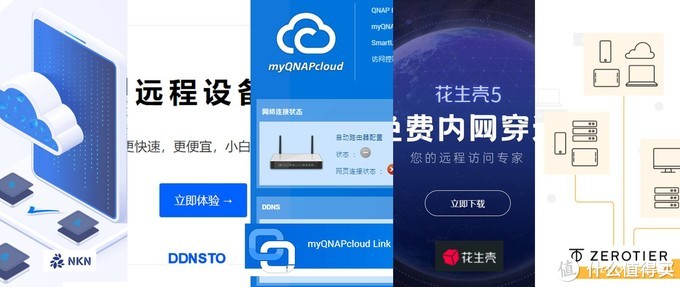 NKN
远程设备
更快速，更便宜，小白
立即体验 →
DDNSTO
myQNAPcloud
QNAP
myQNA
Smart
访问控
网络连接状态
自动路由器配置
状态：
网页连接状态：
DDNS
myQNAPcloud Link
花生壳5
免费内网穿透
您的远程访问专家
立即下载
花生壳
ZEROTIER
值 什么值得买